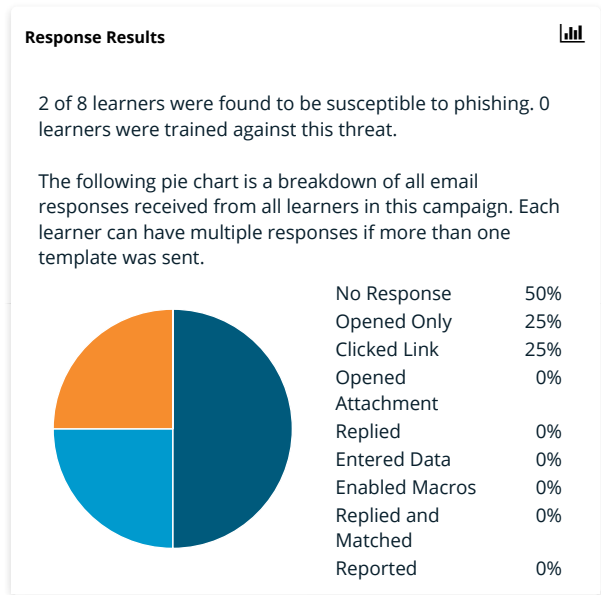 Response Results
2 of 8 learners were found to be susceptible to phishing. 0
learners were trained against this threat.
The following pie chart is a breakdown of all email
responses received from all learners in this campaign. Each
learner can have multiple responses if more than one
template was sent.
No Response 50%
Opened Only 25%
Clicked Link 25%
Opened 0%
Attachment
Replied 0%
Entered Data 0%
Enabled Macros 0%
Replied and 0%
Matched
Reported 0%